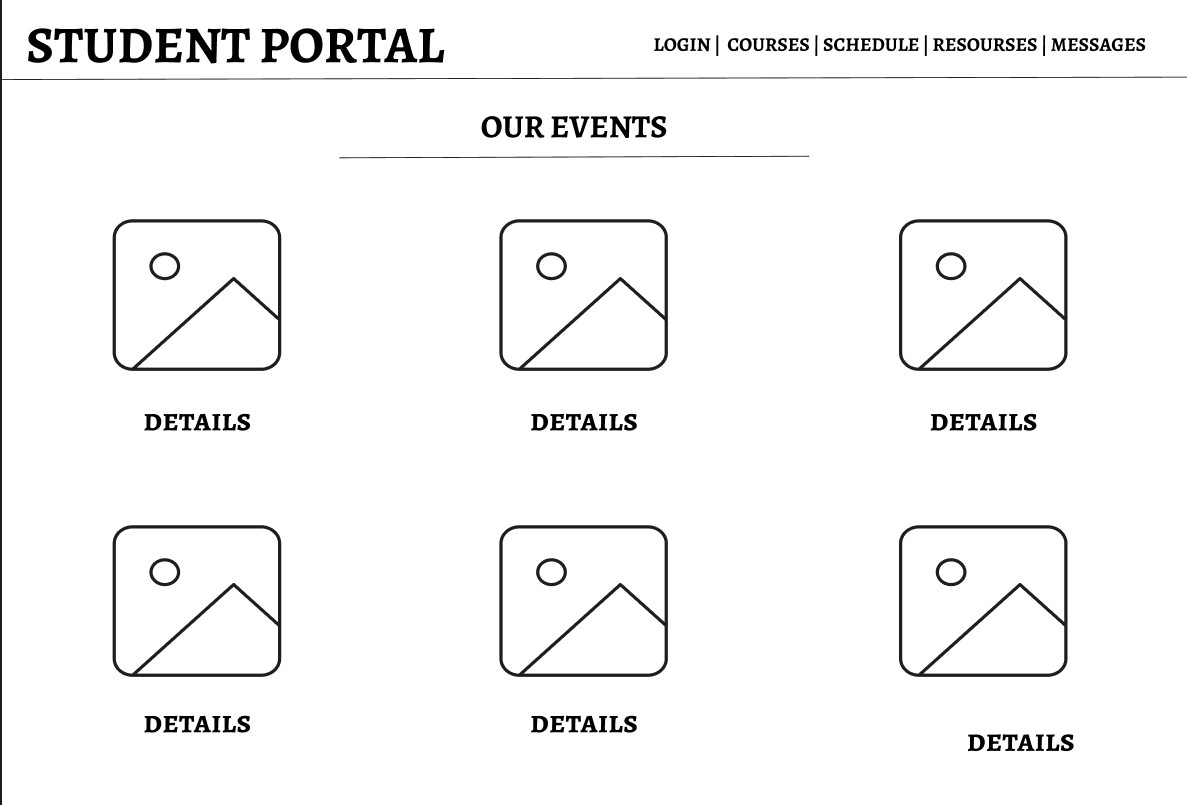 STUDENT PORTAL
LOGIN | COURSES | SCHEDULE | RESOURSES | MESSAGES
OUR EVENTS
DETAILS
DETAILS
DETAILS
DETAILS
DETAILS
DETAILS